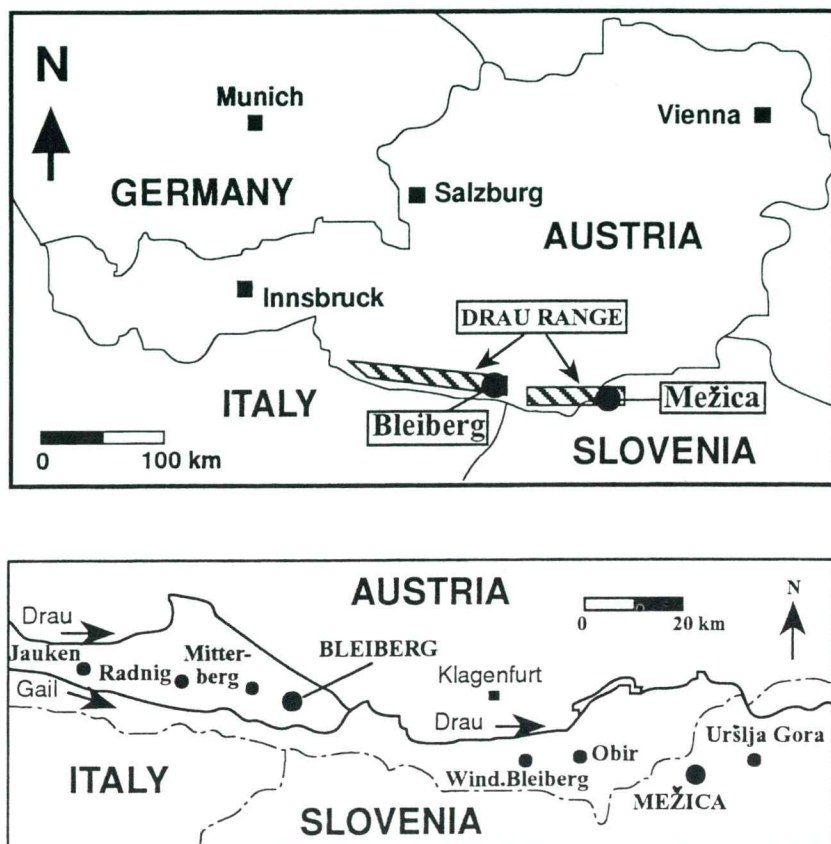 N
Munich
Vienna
GERMANY
Salzburg
AUSTRIA
Innsbruck
DRAU RANGE
ITALY
Bleiberg
Mežica
0 100 km
SLOVENIA
AUSTRIA
N
Drau
0 20 km
Jauken
Radnig
Mitter-
berg
BLEIBERG
Klagenfurt
Gail
Drau
Uršlja Gora
Obir
Wind.Bleiberg
MEŽICA
ITALY
SLOVENIA